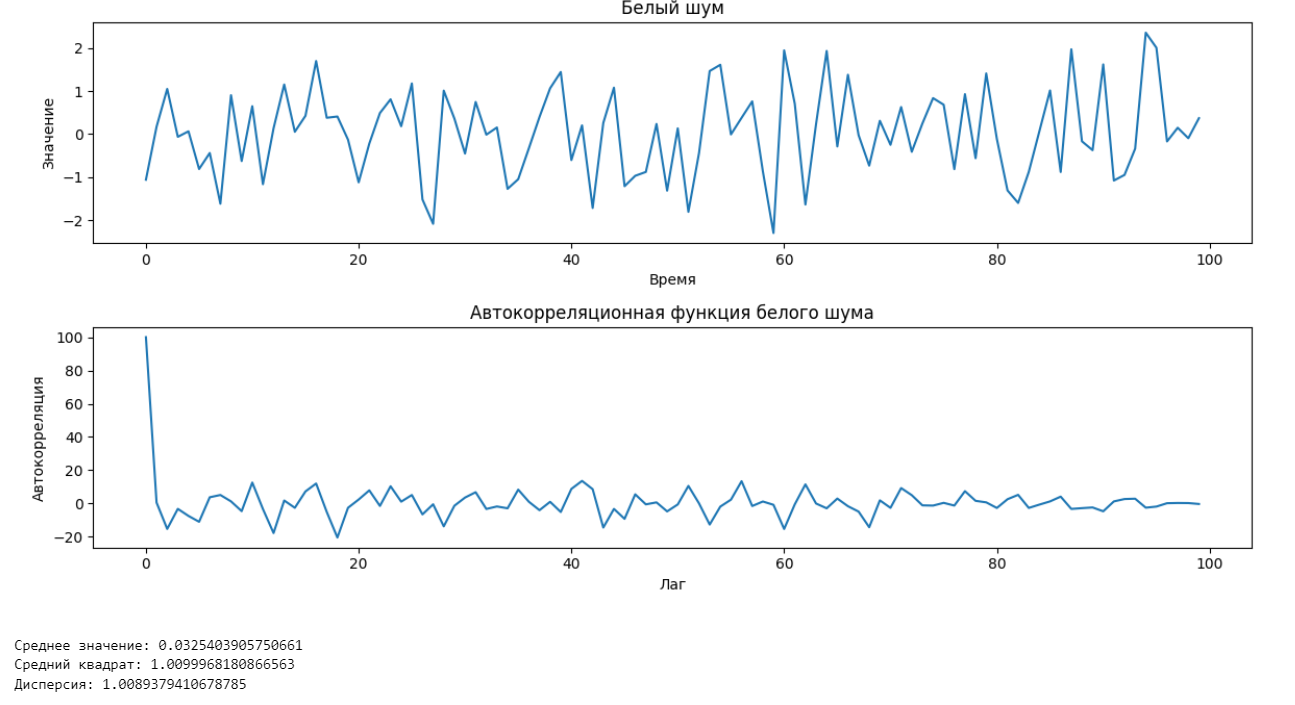 Белый шум
Значение
2
1
0
−1
−2
0 20 40 60 80 100
Время
Автокорреляционная функция белого шума
Автокорреляция
100
80
60
40
20
0
−20
0 20 40 60 80 100
Лаг
Среднее значение: 0.0325403905750661
Средний квадрат: 1.0099968180866563
Дисперсия: 1.0089379410678785